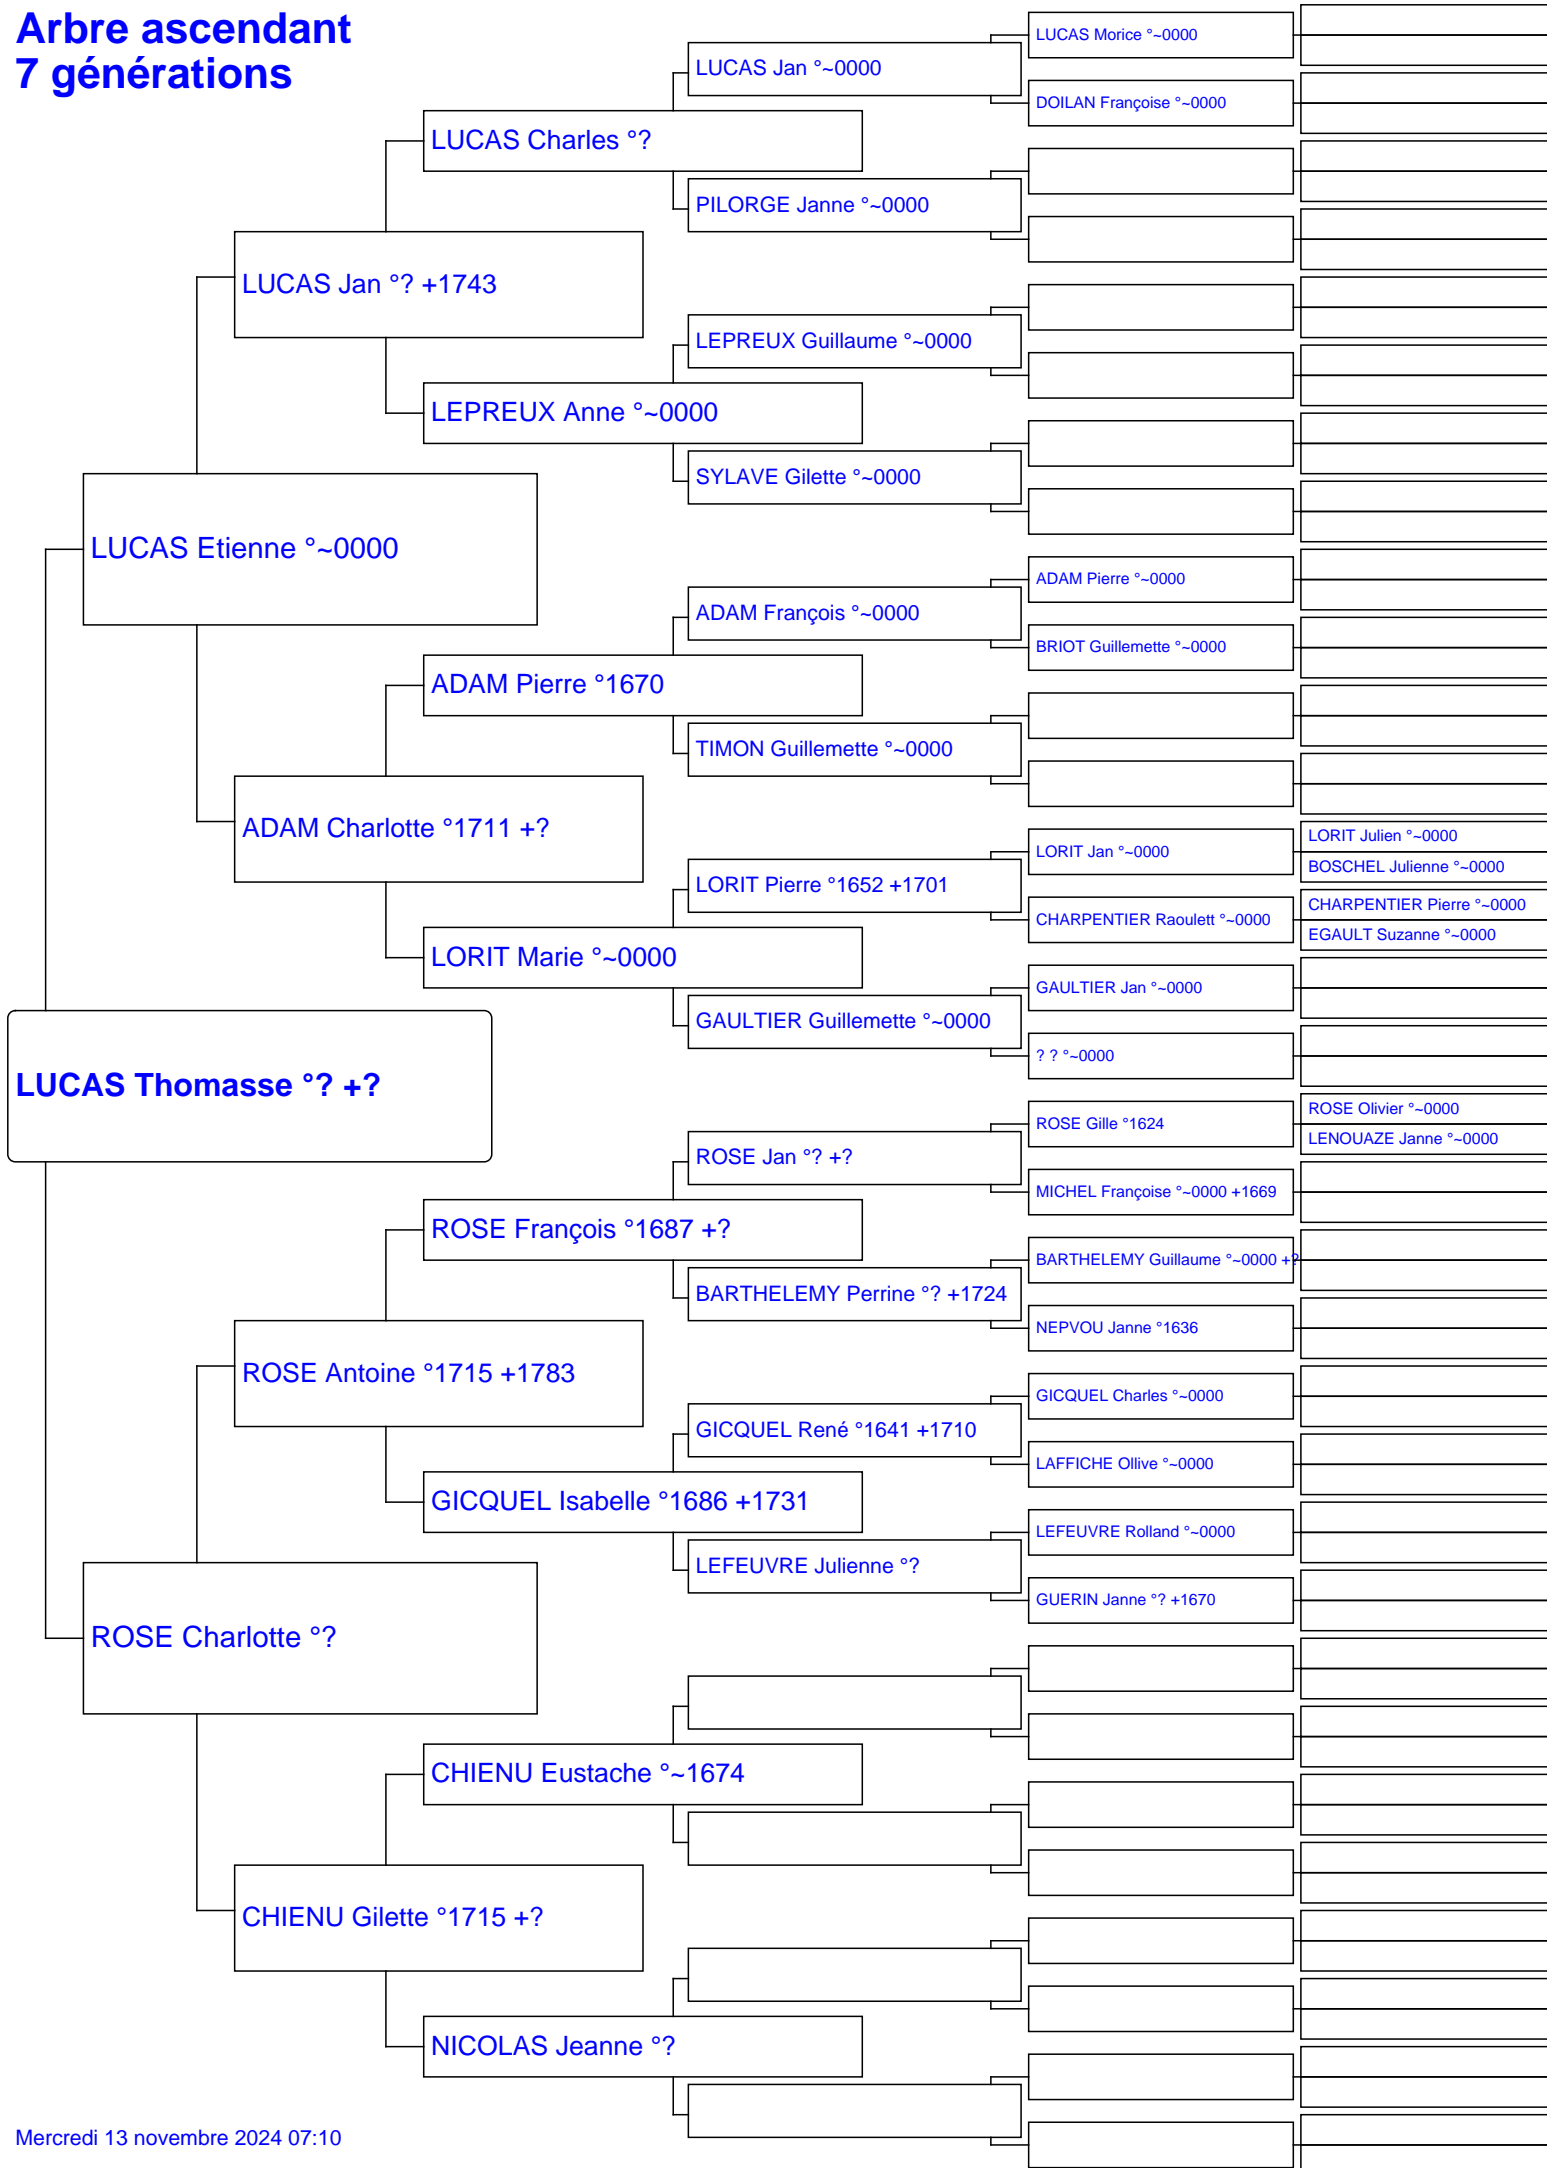 Arbre ascendant
7 générations
LUCAS Morice °~0000
LUCAS Jan °~0000
DOILAN Françoise °~0000
LUCAS Charles °?
PILORGE Janne °~0000
LUCAS Jan °? +1743
LEPREUX Guillaume °~0000
LEPREUX Anne °~0000
SYLAVE Gilette °~0000
LUCAS Etienne °~0000
ADAM Pierre °~0000
ADAM François °~0000
BRIOT Guillemette °~0000
ADAM Pierre °1670
TIMON Guillemette °~0000
ADAM Charlotte °1711 +?
LORIT Julien °~0000
LORIT Jan °~0000
BOSCHEL Julienne °~0000
LORIT Pierre °1652 +1701
CHARPENTIER Pierre °~0000
CHARPENTIER Raoulett °~0000
EGAULT Suzanne °~0000
LORIT Marie °~0000
GAULTIER Jan °~0000
GAULTIER Guillemette °~0000
? ? °~0000
LUCAS Thomasse °? +?
ROSE Olivier °~0000
ROSE Gille °1624
LENOUAZE Janne °~0000
ROSE Jan °? +?
MICHEL Françoise °~0000 +1669
ROSE François °1687 +?
BARTHELEMY Guillaume °~0000 +?
BARTHELEMY Perrine °? +1724
NEPVOU Janne °1636
ROSE Antoine °1715 +1783
GICQUEL Charles °~0000
GICQUEL René °1641 +1710
LAFFICHE Ollive °~0000
GICQUEL Isabelle °1686 +1731
LEFEUVRE Rolland °~0000
LEFEUVRE Julienne °?
GUERIN Janne °? +1670
ROSE Charlotte °?
CHIENU Eustache °~1674
CHIENU Gilette °1715 +?
NICOLAS Jeanne °?
Mercredi 13 novembre 2024 07:10